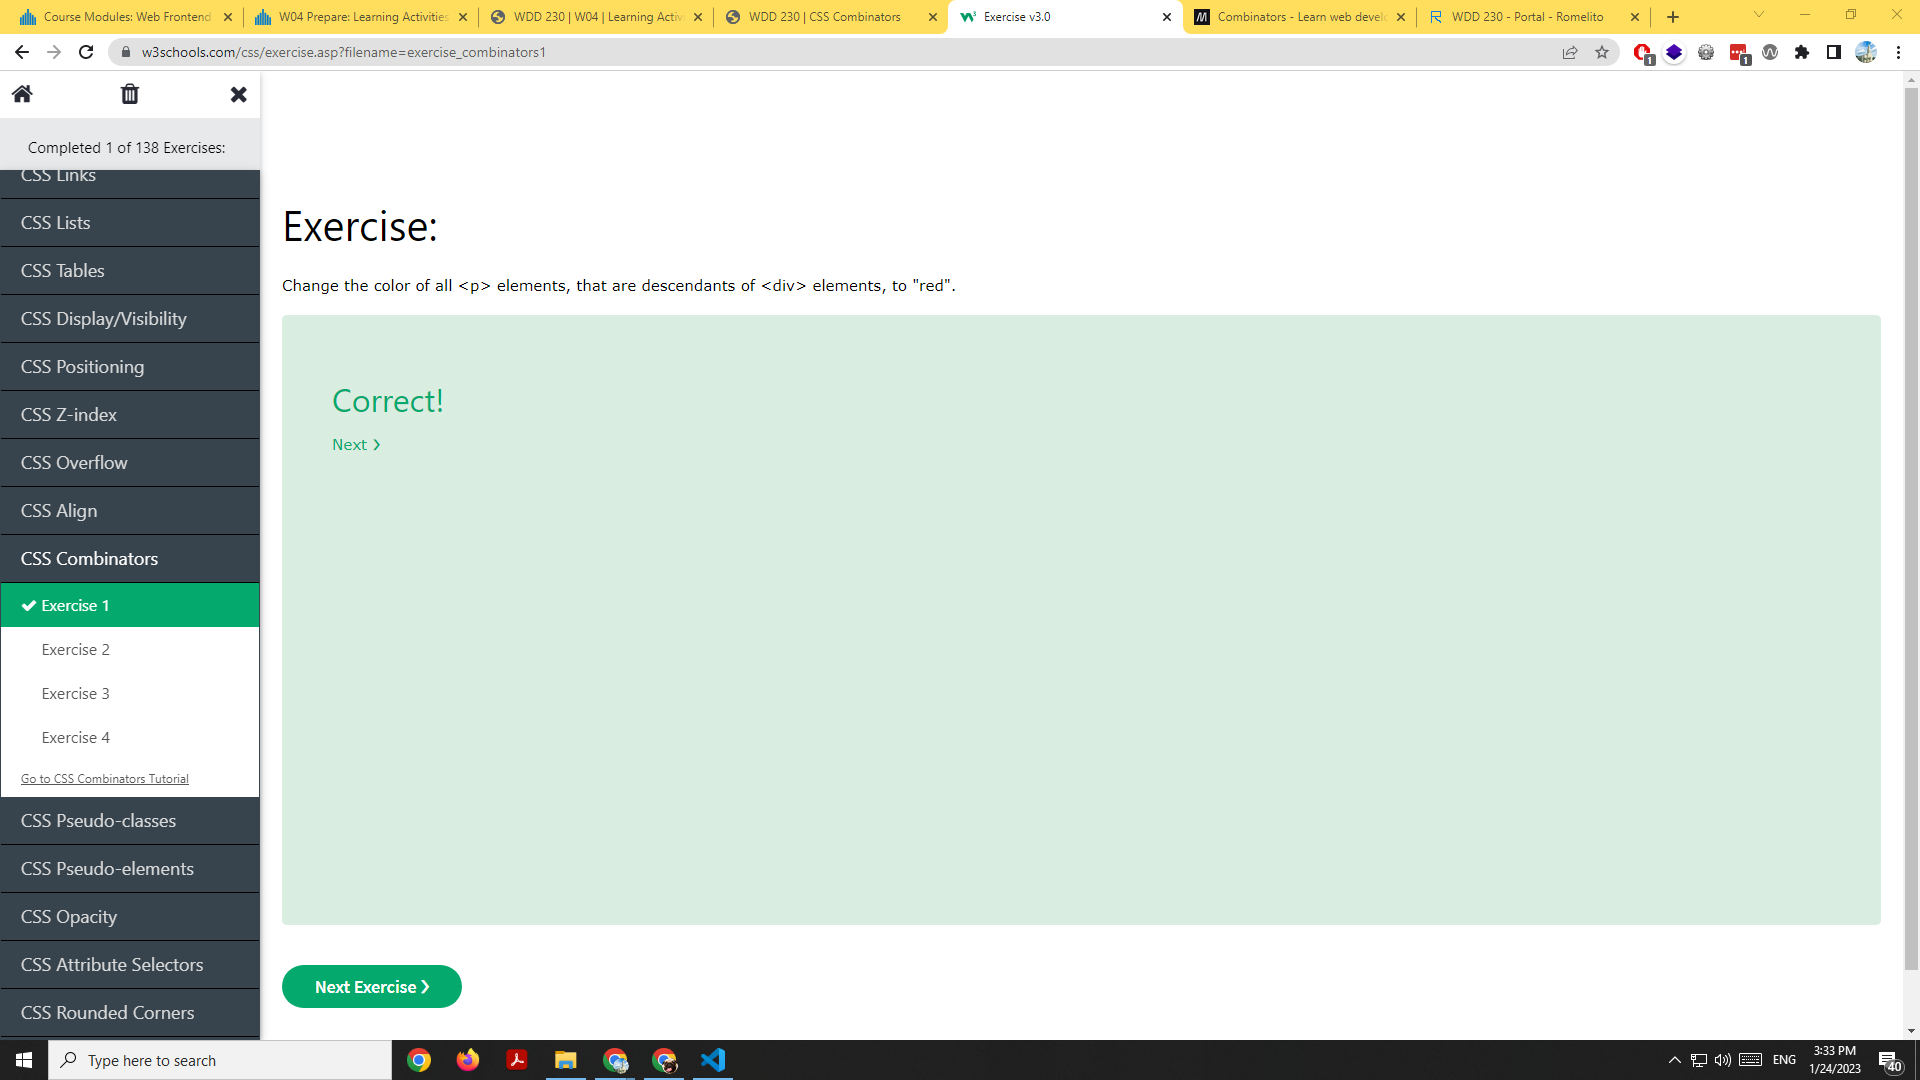 Course Modules: Web Frontend
W04 Prepare: Learning Activities
WDD 230 | W04 | Learning Activ
WDD 230 | CSS Combinators
Exercise v3.0
Combinators - Learn web devel
WDD 230 - Portal - Romelito
w3schools.com/css/exercise.asp?filename=exercise_combinators1
1
1
Completed 1 of 138 Exercises:
CSS Links
CSS Lists
CSS Tables
CSS Display/Visibility
CSS Positioning
CSS Z-index
CSS Overflow
CSS Align
CSS Combinators
Exercise 1
Exercise 2
Exercise 3
Exercise 4
Go to CSS Combinators Tutorial
CSS Pseudo-classes
CSS Pseudo-elements
CSS Opacity
CSS Attribute Selectors
CSS Rounded Corners
Exercise:
Change the color of all <p> elements, that are descendants of <div> elements, to "red".
Correct!
Next ❯
Next Exercise ❯
Type here to search
ENG
3:33 PM
1/24/2023
40